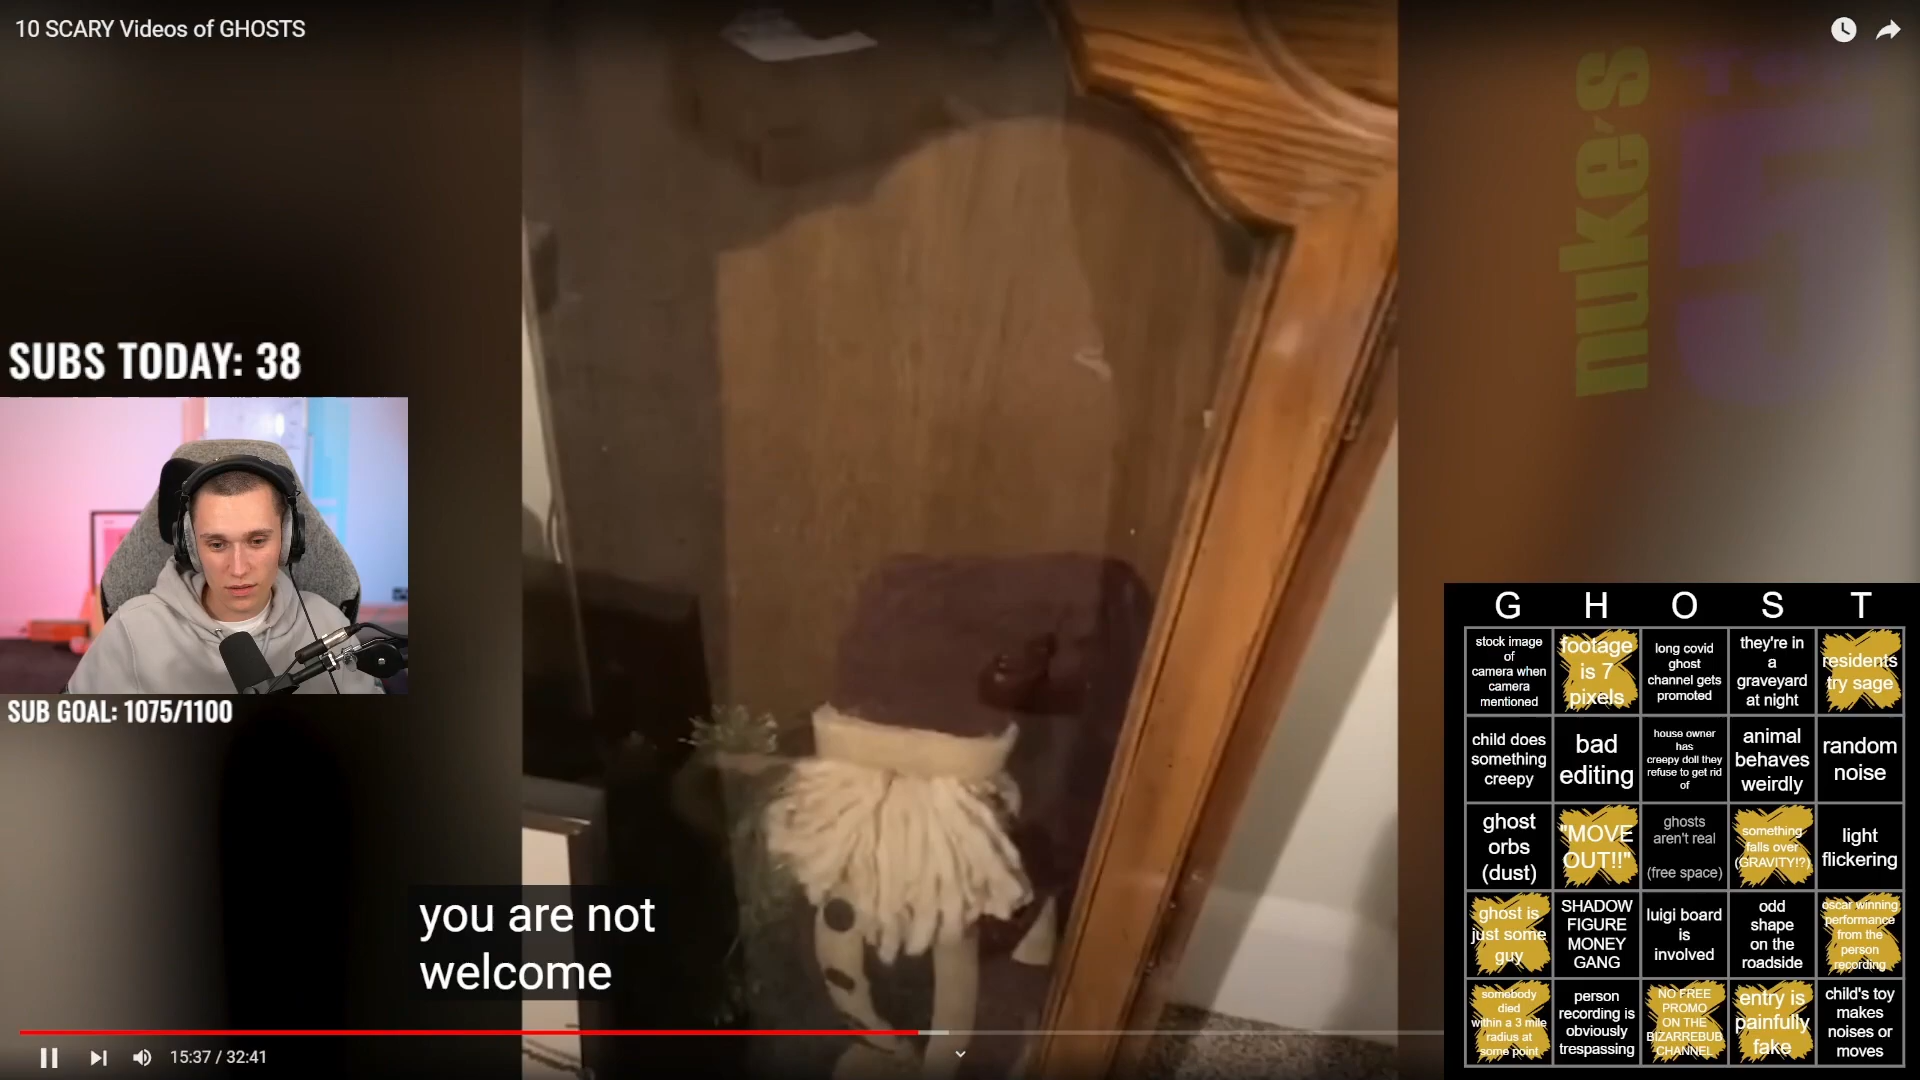 10 SCARY Videos of GHOSTS
nuke's
SUBS TODAY: 38
SUB GOAL: 1075/1100
you are not
welcome
15:37 / 32:41
G H O S T
stock image
of
camera when
camera
mentioned
footage
is 7
pixels
long covid
ghost
channel gets
promoted
they're in
a
graveyard
at night
residents
try sage
child does
something
creepy
bad
editing
house owner
has
creepy doll they
refuse to get rid
of
animal
behaves
weirdly
random
noise
ghost
orbs
(dust)
"MOVE
OUT!!"
ghosts
aren't real
(free space)
something
falls over
(GRAVITY!?)
light
flickering
ghost is
just some
guy
SHADOW
FIGURE
MONEY
GANG
luigi board
is
involved
odd
shape
on the
roadside
oscar winning
performance
from the
person
recording
somebody
died
within a 3 mile
radius at
some point
person
recording is
obviously
trespassing
NO FREE
PROMO
ON THE
BIZARREBUB
CHANNEL
entry is
painfully
fake
child's toy
makes
noises or
moves